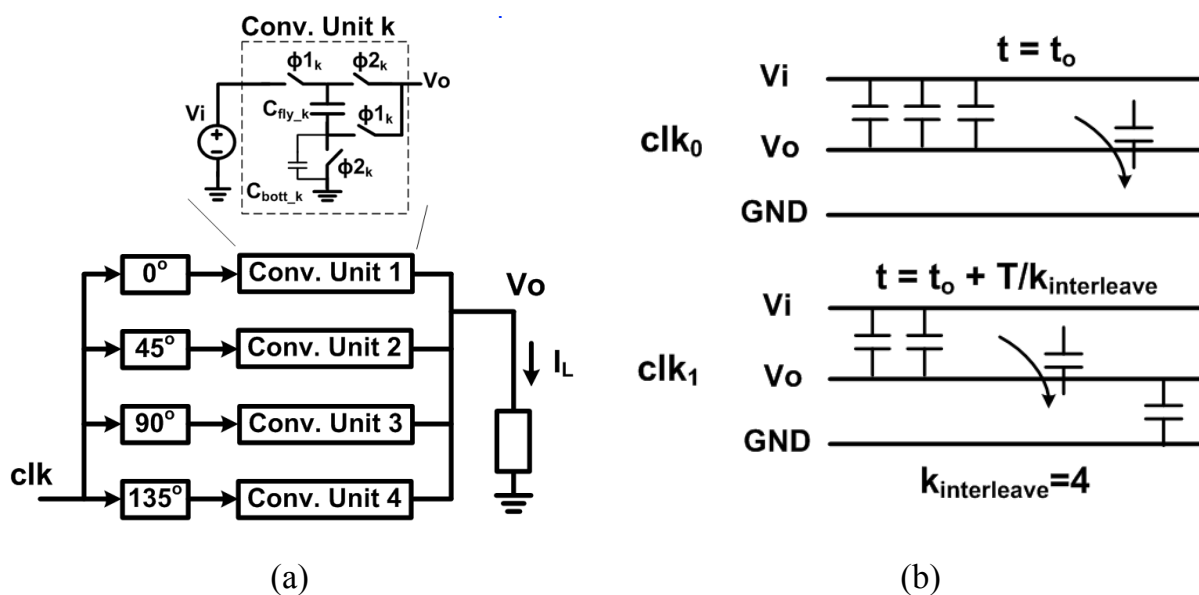 Conv. Unit k
ϕ1k
ϕ2k
Vo
Vi
Cfly_k
ϕ1k
ϕ2k
Cbott_k
0°
Conv. Unit 1
45°
Conv. Unit 2
90°
Conv. Unit 3
135°
Conv. Unit 4
clk
Vo
IL
(a)
t = to
Vi
clk0
Vo
GND
t = to + T/kinterleave
Vi
clk1
Vo
GND
kinterleave=4
(b)